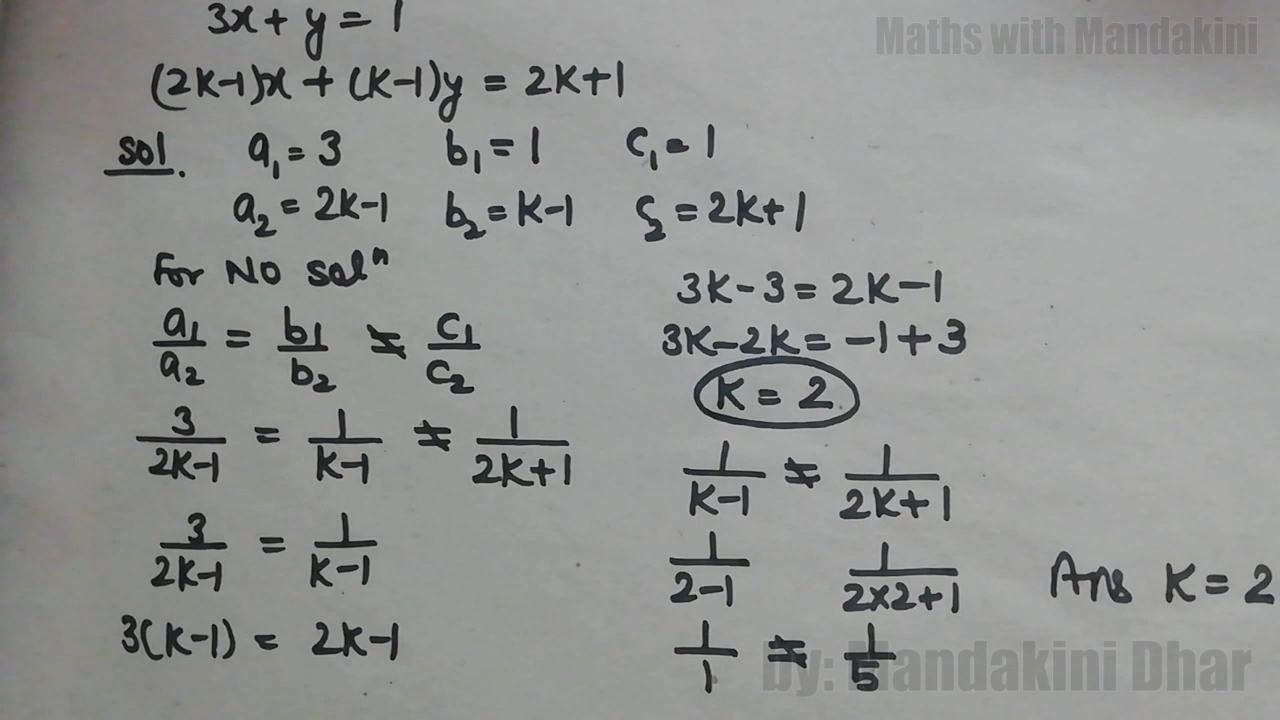 Maths with Mandakini
3x + y = 1
(2K-1)x + (K-1)y = 2K+1
Sol. a₁ = 3 b₁ = 1 c₁ = 1
a₂ = 2K-1 b₂ = K-1 c₂ = 2K+1
For NO solⁿ
a₁/a₂ = b₁/b₂ ≠ c₁/c₂
3/(2K-1) = 1/(K-1) ≠ 1/(2K+1)
3/(2K-1) = 1/(K-1)
3(K-1) = 2K-1
3K-3 = 2K-1
3K-2K = -1+3
K = 2
1/(K-1) ≠ 1/(2K+1)
1/(2-1) 1/(2×2+1)
1/1 ≠ 1/5
Ans K = 2
by: Mandakini Dhar